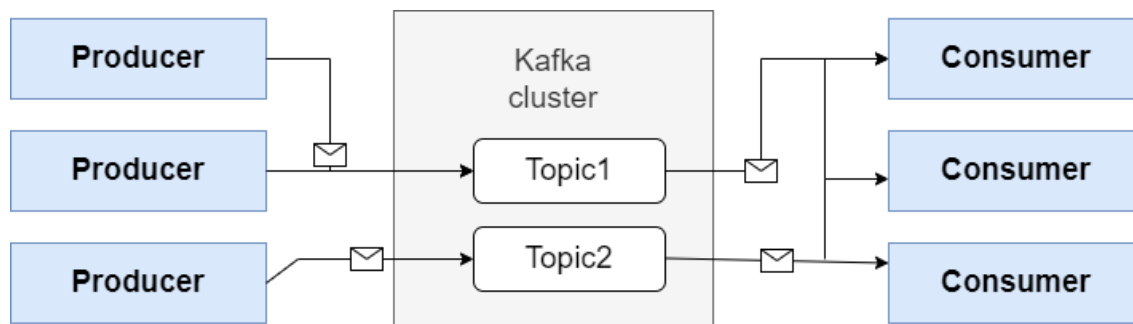 Producer
Producer
Producer
Kafka
cluster
Topic1
Topic2
Consumer
Consumer
Consumer